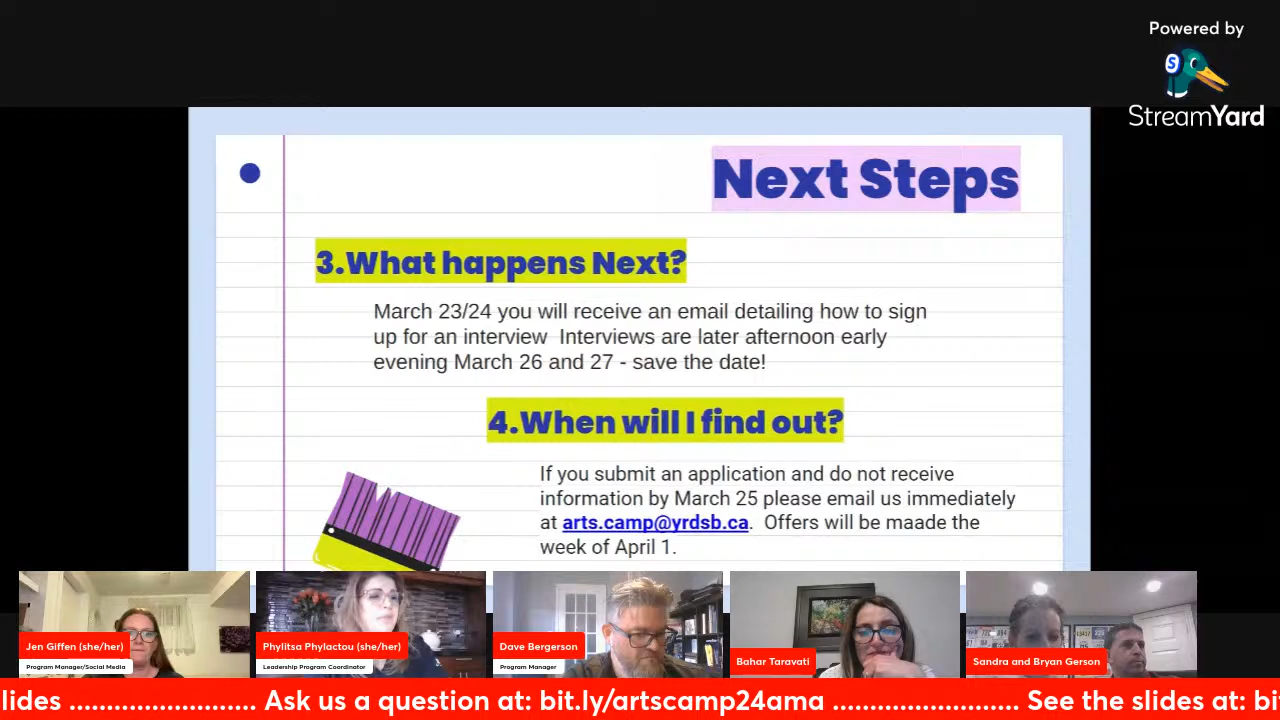 Powered by
StreamYard
Next Steps
3.What happens Next?
March 23/24 you will receive an email detailing how to sign
up for an interview  Interviews are later afternoon early
evening March 26 and 27 - save the date!
4.When will I find out?
If you submit an application and do not receive
information by March 25 please email us immediately
at arts.camp@yrdsb.ca.  Offers will be maade the
week of April 1.
Jen Giffen (she/her)
Program Manager/Social Media
Phylitsa Phylactou (she/her)
Leadership Program Coordinator
Dave Bergerson
Program Manager
Bahar Taravati
Sandra and Bryan Gerson
lides ........................ Ask us a question at: bit.ly/artscamp24ama ........................ See the slides at: bi